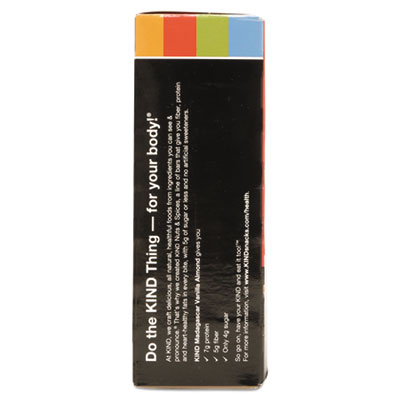 Do the KIND Thing — for your body!®
At KIND, we craft delicious, all natural, healthful foods from ingredients you can see &
pronounce.® That's why we created KIND Nuts & Spices, a line of bars that give you fiber, protein
and heart-healthy fats in every bite, with 5g of sugar or less and no artificial sweeteners.
KIND Madagascar Vanilla Almond gives you
✓ 7g protein
✓ 5g fiber
✓ Only 4g sugar
So go on, have your KIND and eat it too!™
For more information, visit www.KINDsnacks.com/health.